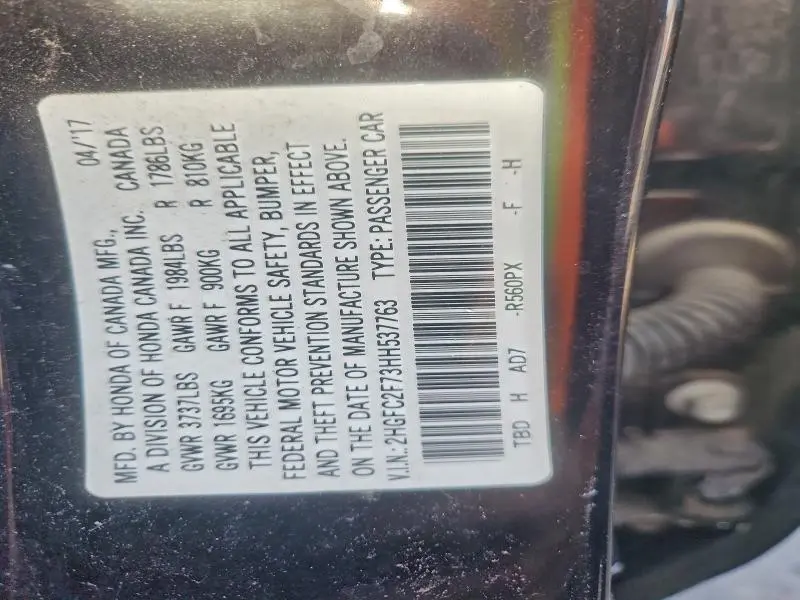 MFD. BY HONDA OF CANADA MFG., 04/'17
A DIVISION OF HONDA CANADA INC. CANADA
GVWR 3737LBS GAWR F 1984LBS R 1786LBS
GVWR 1695KG GAWR F 900KG R 810KG
THIS VEHICLE CONFORMS TO ALL APPLICABLE
FEDERAL MOTOR VEHICLE SAFETY, BUMPER,
AND THEFT PREVENTION STANDARDS IN EFFECT
ON THE DATE OF MANUFACTURE SHOWN ABOVE.
V.I.N.: 2HGFC2F73HH537763 TYPE: PASSENGER CAR
TBD H AD7 -R560PX -F -H